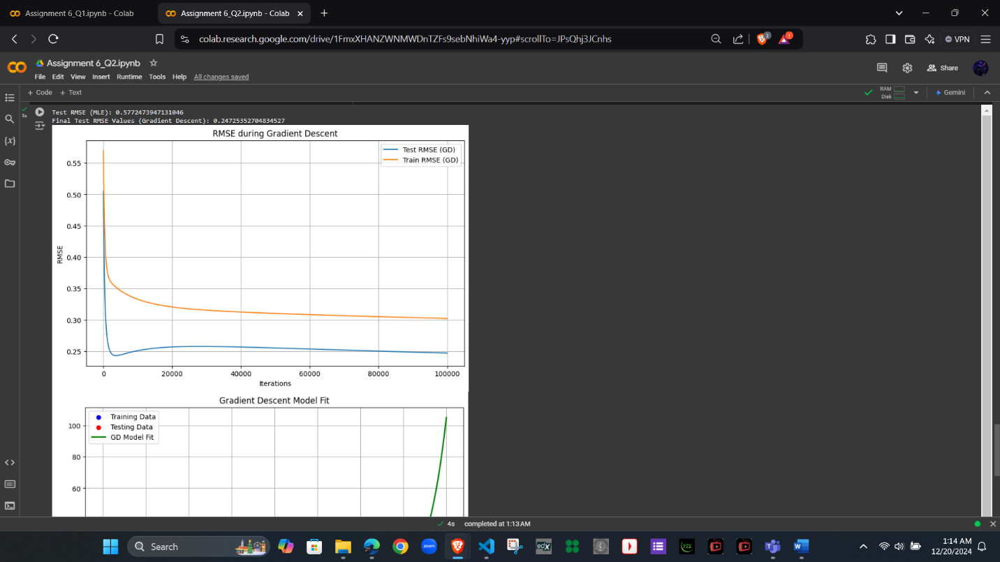 Assignment 6_Q1.ipynb - Colab
Assignment 6_Q2.ipynb - Colab
colab.research.google.com/drive/1FmxXHANZWNMWDnTZFs9sebNhiWa4-yyp#scrollTo=JPsQhj3JCnhs
3
1
VPN
Assignment 6_Q2.ipynb
File Edit View Insert Runtime Tools Help All changes saved
Share
+ Code + Text
RAM
Disk
Gemini
5s
Test RMSE (MLE): 0.5772473947131046
Final Test RMSE Values (Gradient Descent): 0.24725352704834527
{x}
RMSE during Gradient Descent
Test RMSE (GD)
Train RMSE (GD)
0.55
0.50
0.45
0.40
0.35
0.30
0.25
RMSE
0 20000 40000 60000 80000 100000
Iterations
Gradient Descent Model Fit
Training Data
Testing Data
GD Model Fit
100
80
60
4s completed at 1:13 AM
Search
zoom
edX
YTS
1:14 AM
12/20/2024